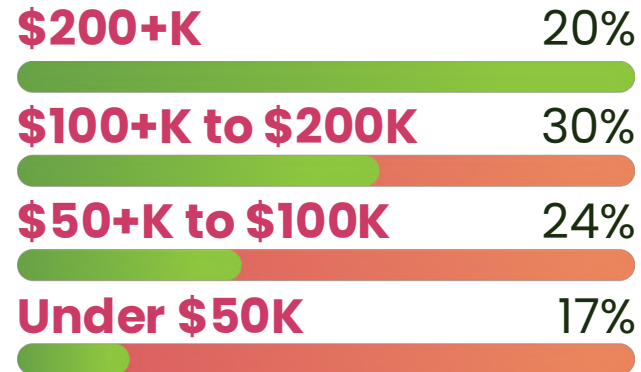 $200+K 20%
$100+K to $200K 30%
$50+K to $100K 24%
Under $50K 17%